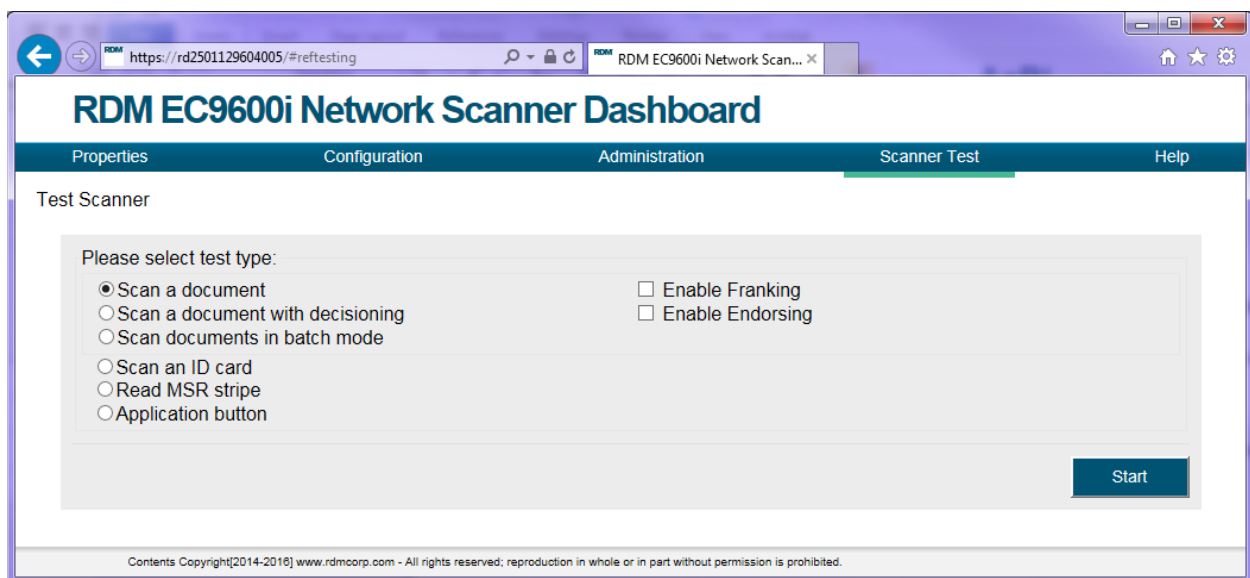 RDM https://rd2501129604005/#reftesting RDM RDM EC9600i Network Scan...
RDM EC9600i Network Scanner Dashboard
Properties Configuration Administration Scanner Test Help
Test Scanner
Please select test type:
Scan a document Enable Franking
Scan a document with decisioning Enable Endorsing
Scan documents in batch mode
Scan an ID card
Read MSR stripe
Application button
Start
Contents Copyright[2014-2016] www.rdmcorp.com - All rights reserved; reproduction in whole or in part without permission is prohibited.